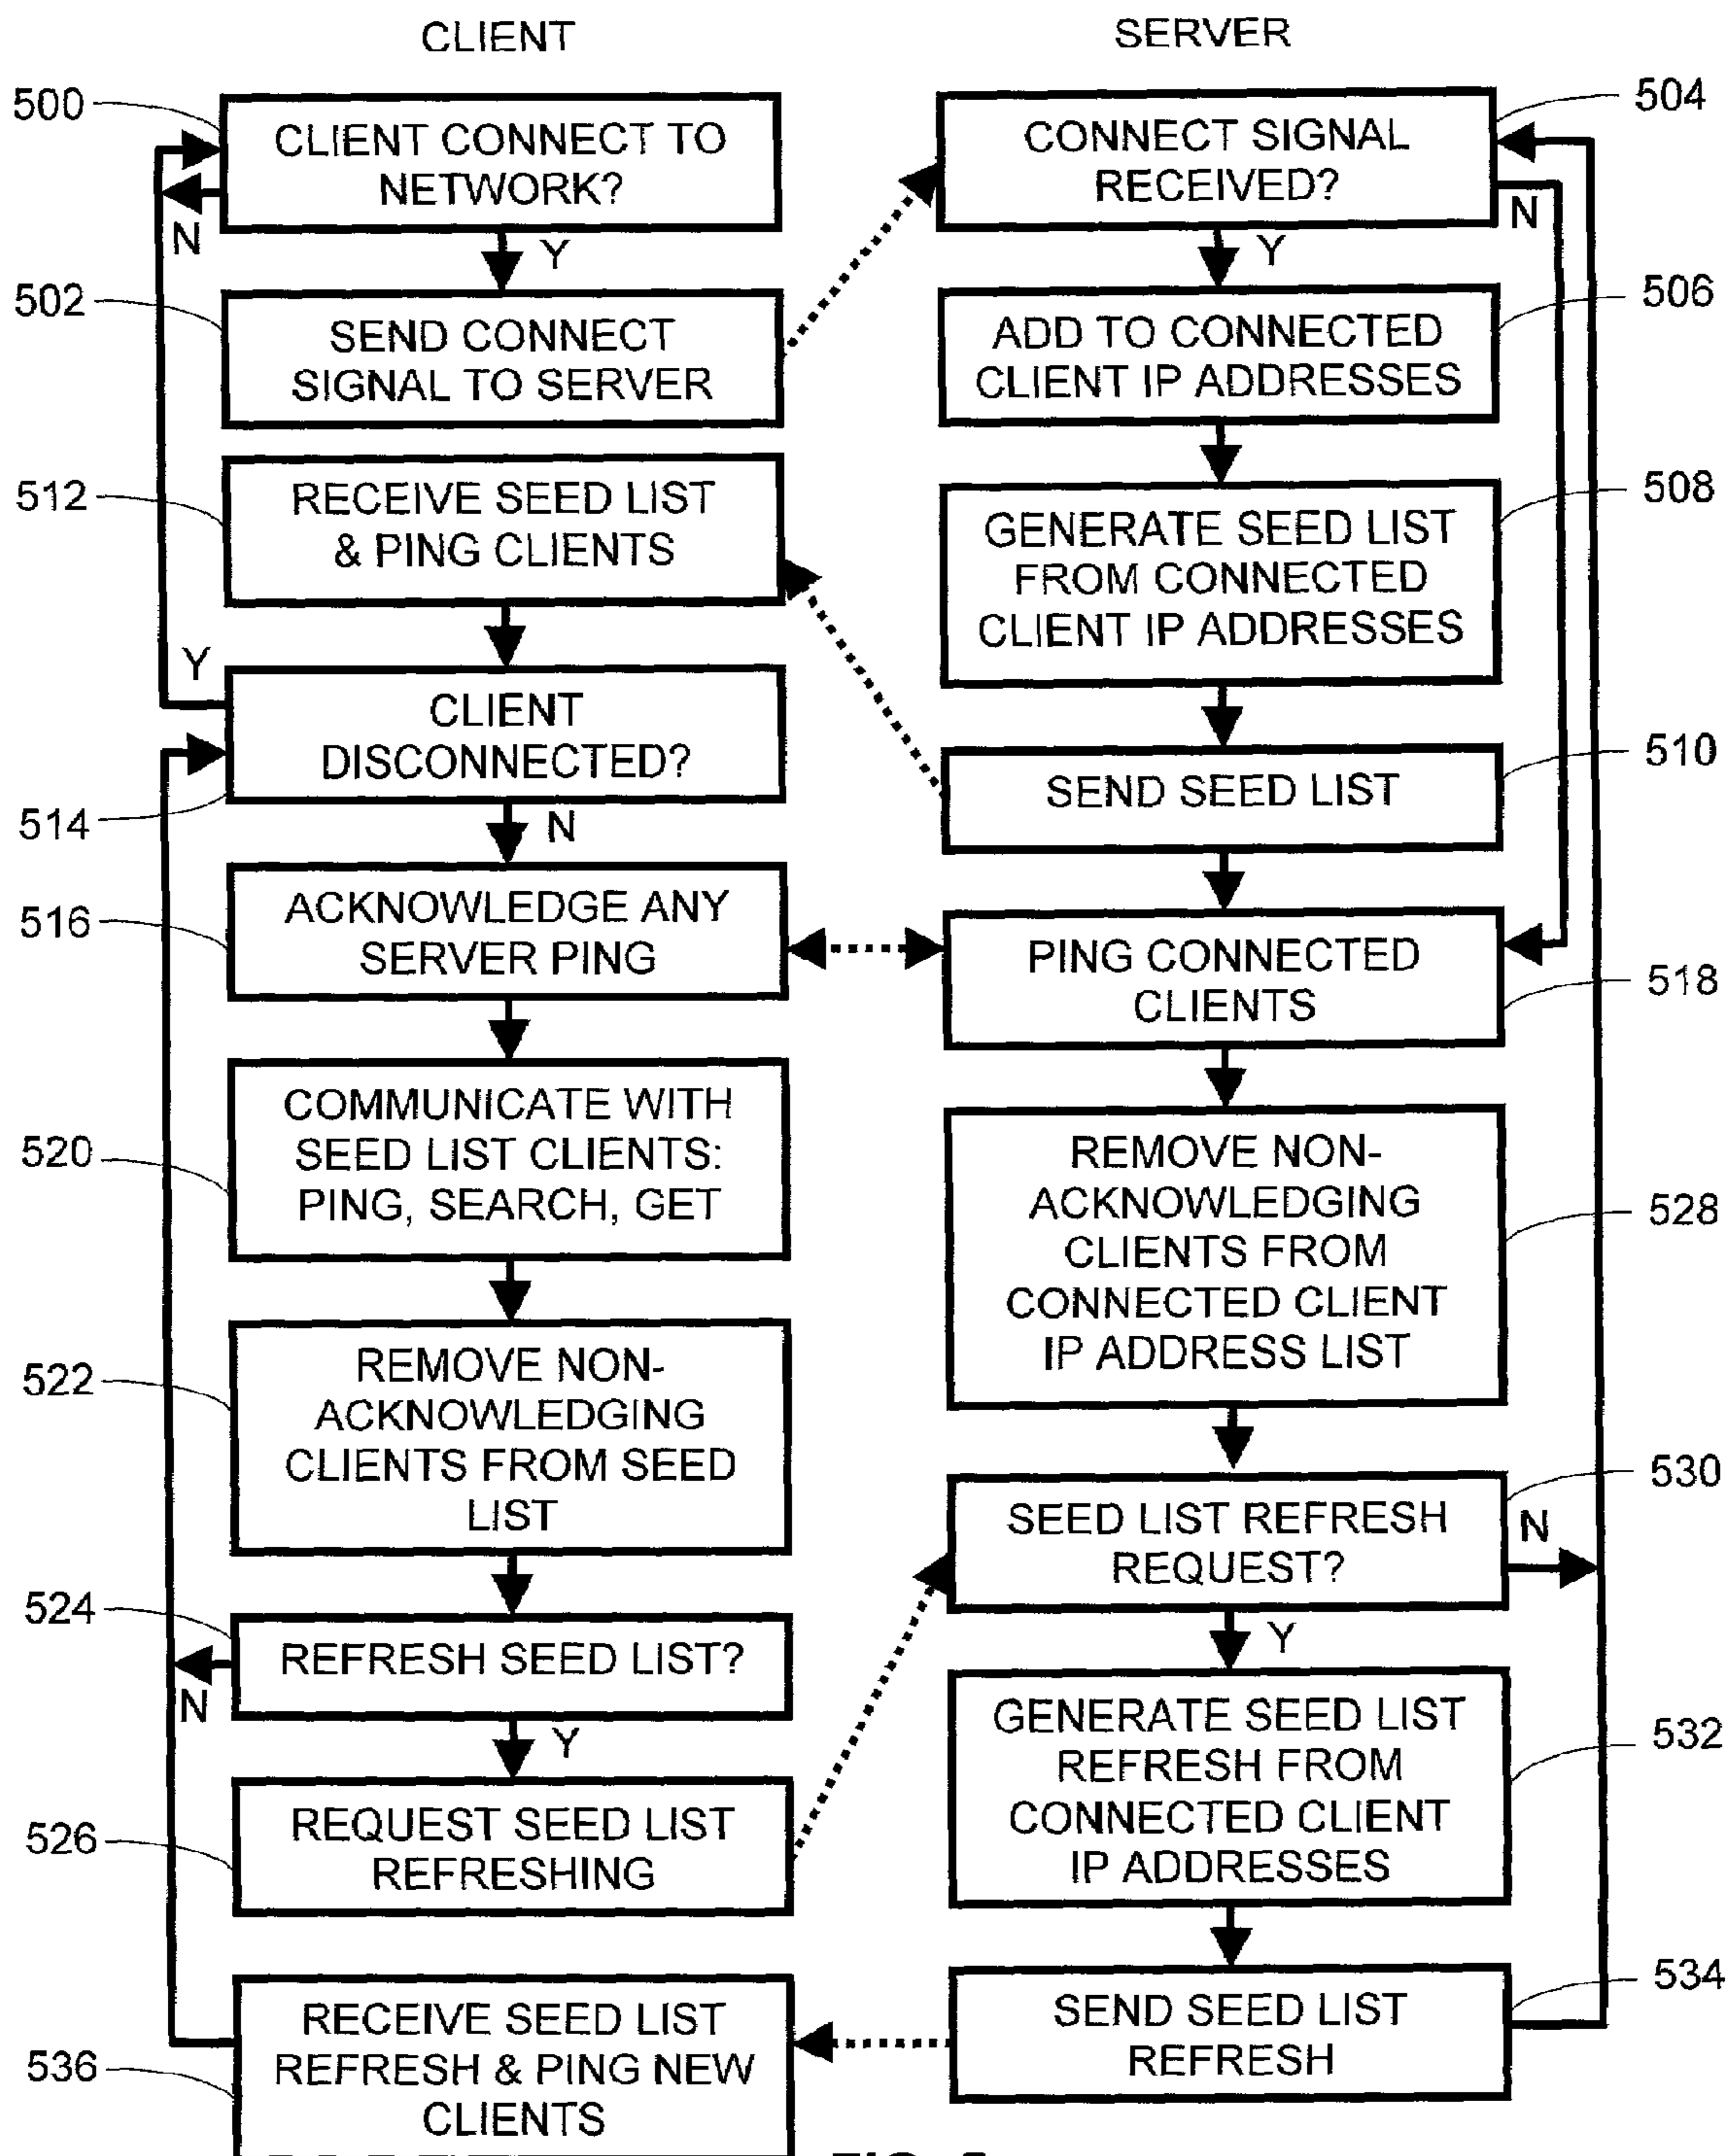 CLIENT
500
CLIENT CONNECT TO
NETWORK?
N
Y
502
SEND CONNECT
SIGNAL TO SERVER
512
RECEIVE SEED LIST
& PING CLIENTS
Y
CLIENT
DISCONNECTED?
514
N
516
ACKNOWLEDGE ANY
SERVER PING
520
COMMUNICATE WITH
SEED LIST CLIENTS:
PING, SEARCH, GET
522
REMOVE NON-
ACKNOWLEDGING
CLIENTS FROM SEED
LIST
524
REFRESH SEED LIST?
N
Y
526
REQUEST SEED LIST
REFRESHING
536
RECEIVE SEED LIST
REFRESH & PING NEW
CLIENTS
SERVER
504
CONNECT SIGNAL
RECEIVED?
N
Y
506
ADD TO CONNECTED
CLIENT IP ADDRESSES
508
GENERATE SEED LIST
FROM CONNECTED
CLIENT IP ADDRESSES
510
SEND SEED LIST
PING CONNECTED
CLIENTS
518
REMOVE NON-
ACKNOWLEDGING
CLIENTS FROM
CONNECTED CLIENT
IP ADDRESS LIST
528
530
SEED LIST REFRESH
REQUEST?
N
Y
GENERATE SEED LIST
REFRESH FROM
CONNECTED CLIENT
IP ADDRESSES
532
534
SEND SEED LIST
REFRESH